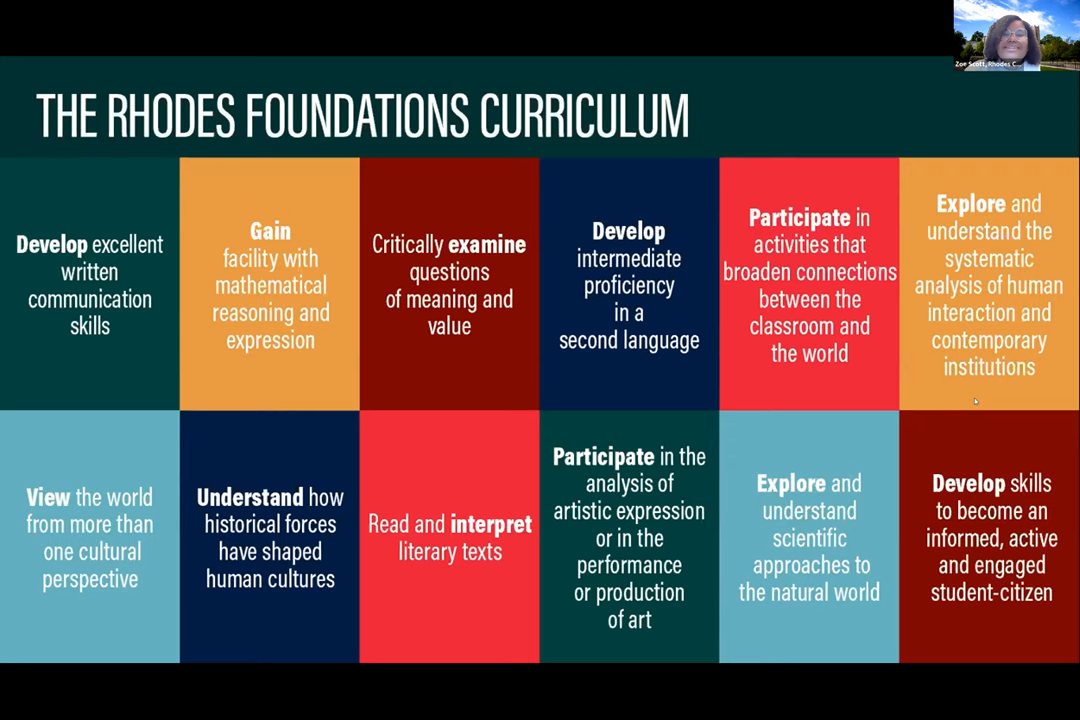 Zoe Scott, Rhodes C...
THE RHODES FOUNDATIONS CURRICULUM
Develop excellent
written
communication
skills
Gain
facility with
mathematical
reasoning and
expression
Critically examine
questions
of meaning and
value
Develop
intermediate
proficiency
in a
second language
Participate in
activities that
broaden connections
between the
classroom and
the world
Explore and
understand the
systematic
analysis of human
interaction and
contemporary
institutions
View the world
from more than
one cultural
perspective
Understand how
historical forces
have shaped
human cultures
Read and interpret
literary texts
Participate in the
analysis of
artistic expression
or in the
performance
or production
of art
Explore and
understand
scientific
approaches to
the natural world
Develop skills
to become an
informed, active
and engaged
student-citizen